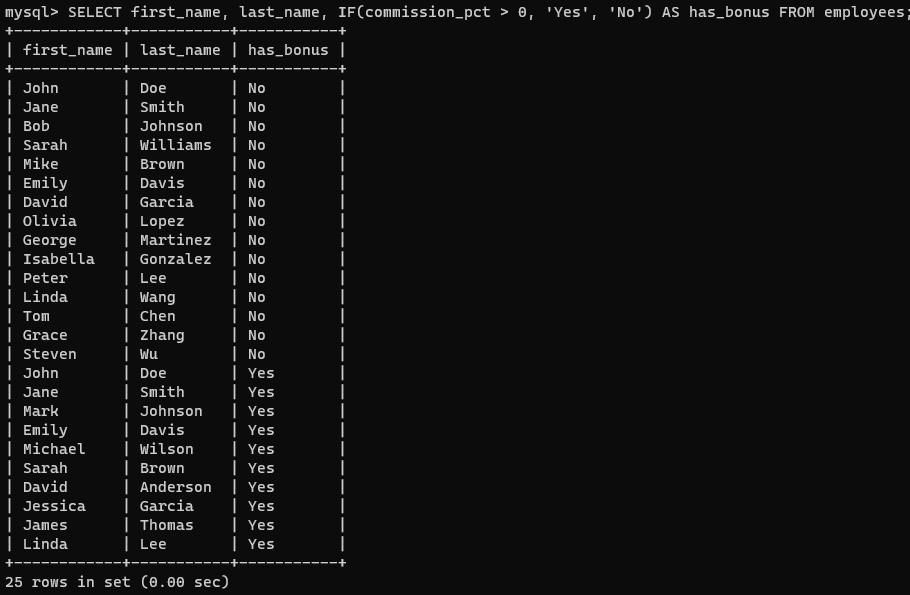 mysql> SELECT first_name, last_name, IF(commission_pct > 0, 'Yes', 'No') AS has_bonus FROM employees;
+------------+-----------+-----------+
| first_name | last_name | has_bonus |
+------------+-----------+-----------+
| John       | Doe       | No        |
| Jane       | Smith     | No        |
| Bob        | Johnson   | No        |
| Sarah      | Williams  | No        |
| Mike       | Brown     | No        |
| Emily      | Davis     | No        |
| David      | Garcia    | No        |
| Olivia     | Lopez     | No        |
| George     | Martinez  | No        |
| Isabella   | Gonzalez  | No        |
| Peter      | Lee       | No        |
| Linda      | Wang      | No        |
| Tom        | Chen      | No        |
| Grace      | Zhang     | No        |
| Steven     | Wu        | No        |
| John       | Doe       | Yes       |
| Jane       | Smith     | Yes       |
| Mark       | Johnson   | Yes       |
| Emily      | Davis     | Yes       |
| Michael    | Wilson    | Yes       |
| Sarah      | Brown     | Yes       |
| David      | Anderson  | Yes       |
| Jessica    | Garcia    | Yes       |
| James      | Thomas    | Yes       |
| Linda      | Lee       | Yes       |
+------------+-----------+-----------+
25 rows in set (0.00 sec)